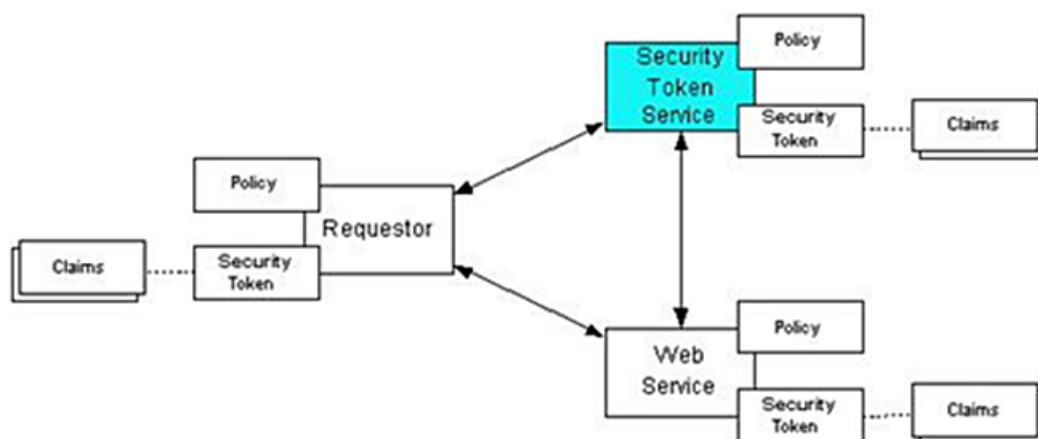 Policy
Security
Token
Service
Security
Token
Claims
Policy
Requestor
Claims
Security
Token
Policy
Web
Service
Security
Token
Claims